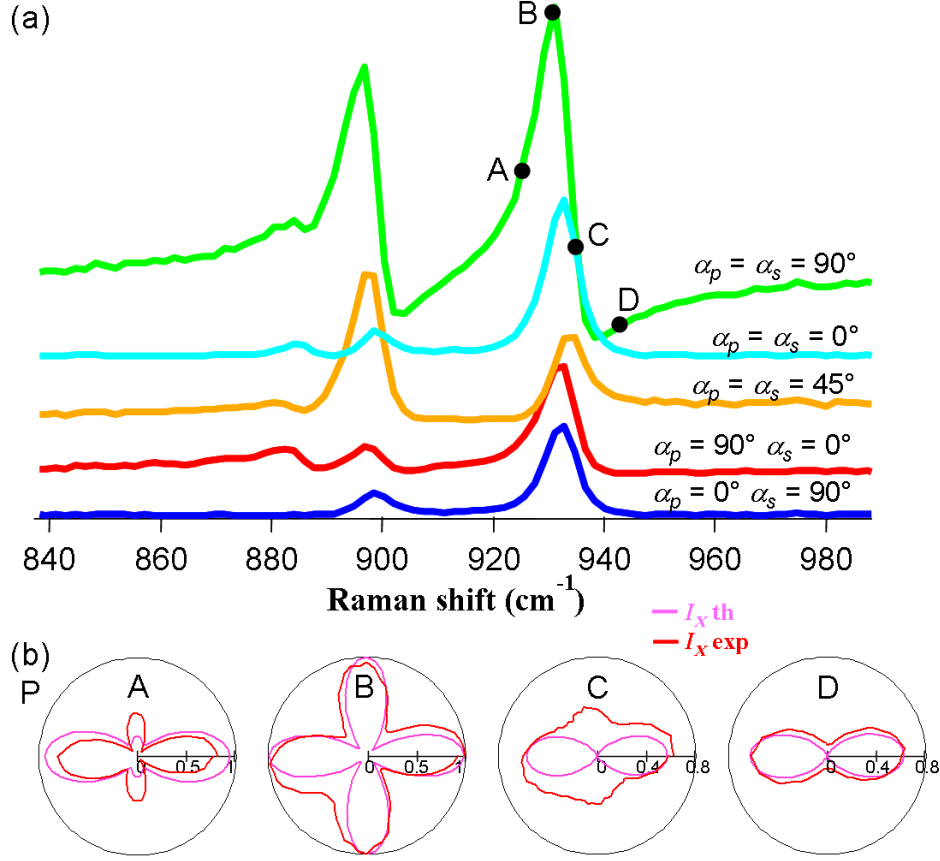 (a)
B
A
C
αp = αs = 90°
D
αp = αs = 0°
αp = αs = 45°
αp = 90° αs = 0°
αp = 0° αs = 90°
840 860 880 900 920 940 960 980
Raman shift (cm-1)
IX th
IX exp
(b)
P A B C D
0 0.5 1 0 0.5 1 0 0.4 0.8 0 0.4 0.8